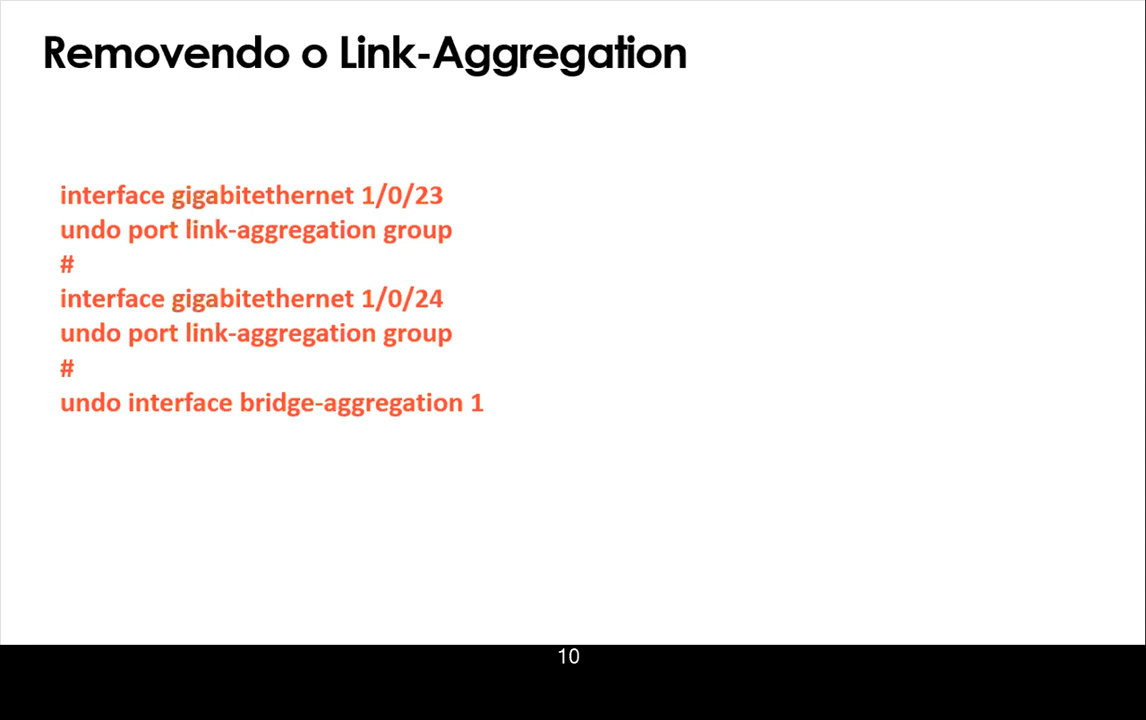 Removendo o Link-Aggregation
interface gigabitethernet 1/0/23
undo port link-aggregation group
#
interface gigabitethernet 1/0/24
undo port link-aggregation group
#
undo interface bridge-aggregation 1
10